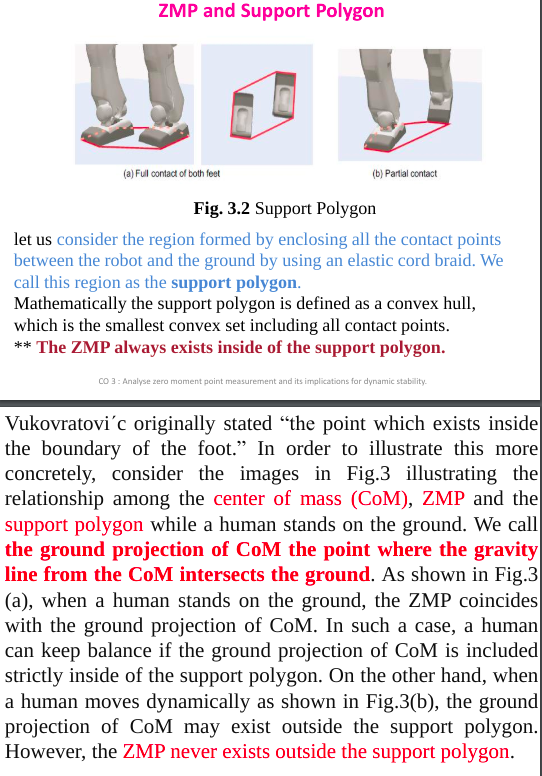 ZMP and Support Polygon
(a) Full contact of both feet
(b) Partial contact
Fig. 3.2 Support Polygon
let us consider the region formed by enclosing all the contact points
between the robot and the ground by using an elastic cord braid. We
call this region as the support polygon.
Mathematically the support polygon is defined as a convex hull,
which is the smallest convex set including all contact points.
** The ZMP always exists inside of the support polygon.
CO 3 : Analyse zero moment point measurement and its implications for dynamic stability.
Vukovratovi´c originally stated “the point which exists inside
the boundary of the foot.” In order to illustrate this more
concretely, consider the images in Fig.3 illustrating the
relationship among the center of mass (CoM), ZMP and the
support polygon while a human stands on the ground. We call
the ground projection of CoM the point where the gravity
line from the CoM intersects the ground. As shown in Fig.3
(a), when a human stands on the ground, the ZMP coincides
with the ground projection of CoM. In such a case, a human
can keep balance if the ground projection of CoM is included
strictly inside of the support polygon. On the other hand, when
a human moves dynamically as shown in Fig.3(b), the ground
projection of CoM may exist outside the support polygon.
However, the ZMP never exists outside the support polygon.